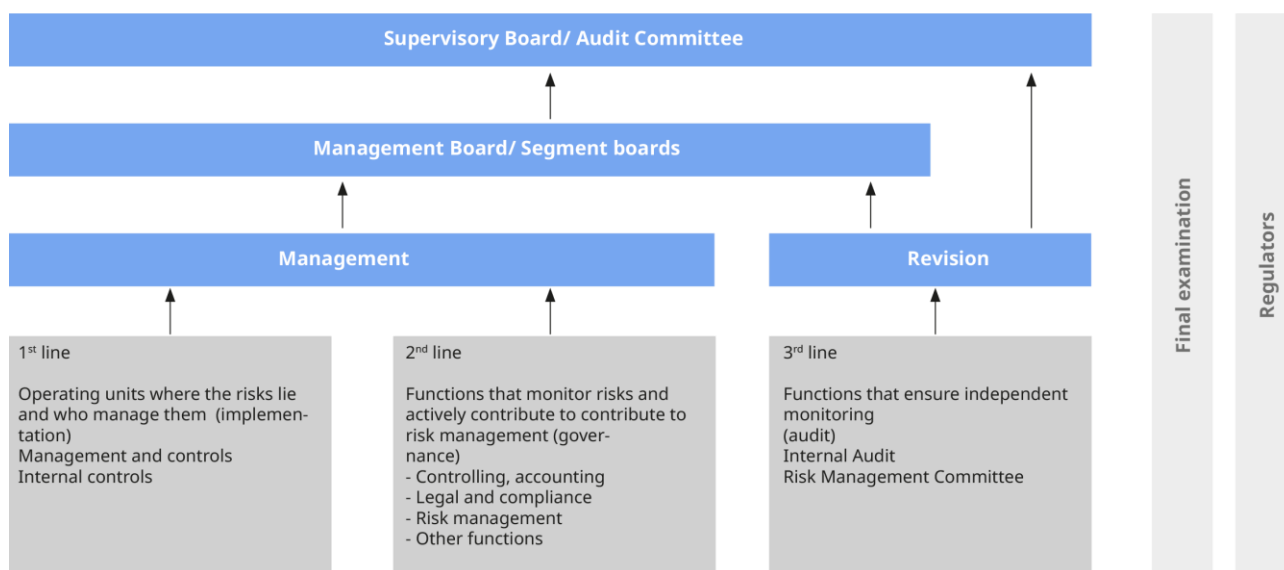 Supervisory Board/ Audit Committee
Management Board/ Segment boards
Management
Revision
1st line
Operating units where the risks lie
and who manage them (implemen-
tation)
Management and controls
Internal controls
2nd line
Functions that monitor risks and
actively contribute to contribute to
risk management (gover-
nance)
- Controlling, accounting
- Legal and compliance
- Risk management
- Other functions
3rd line
Functions that ensure independent
monitoring
(audit)
Internal Audit
Risk Management Committee
Final examination
Regulators